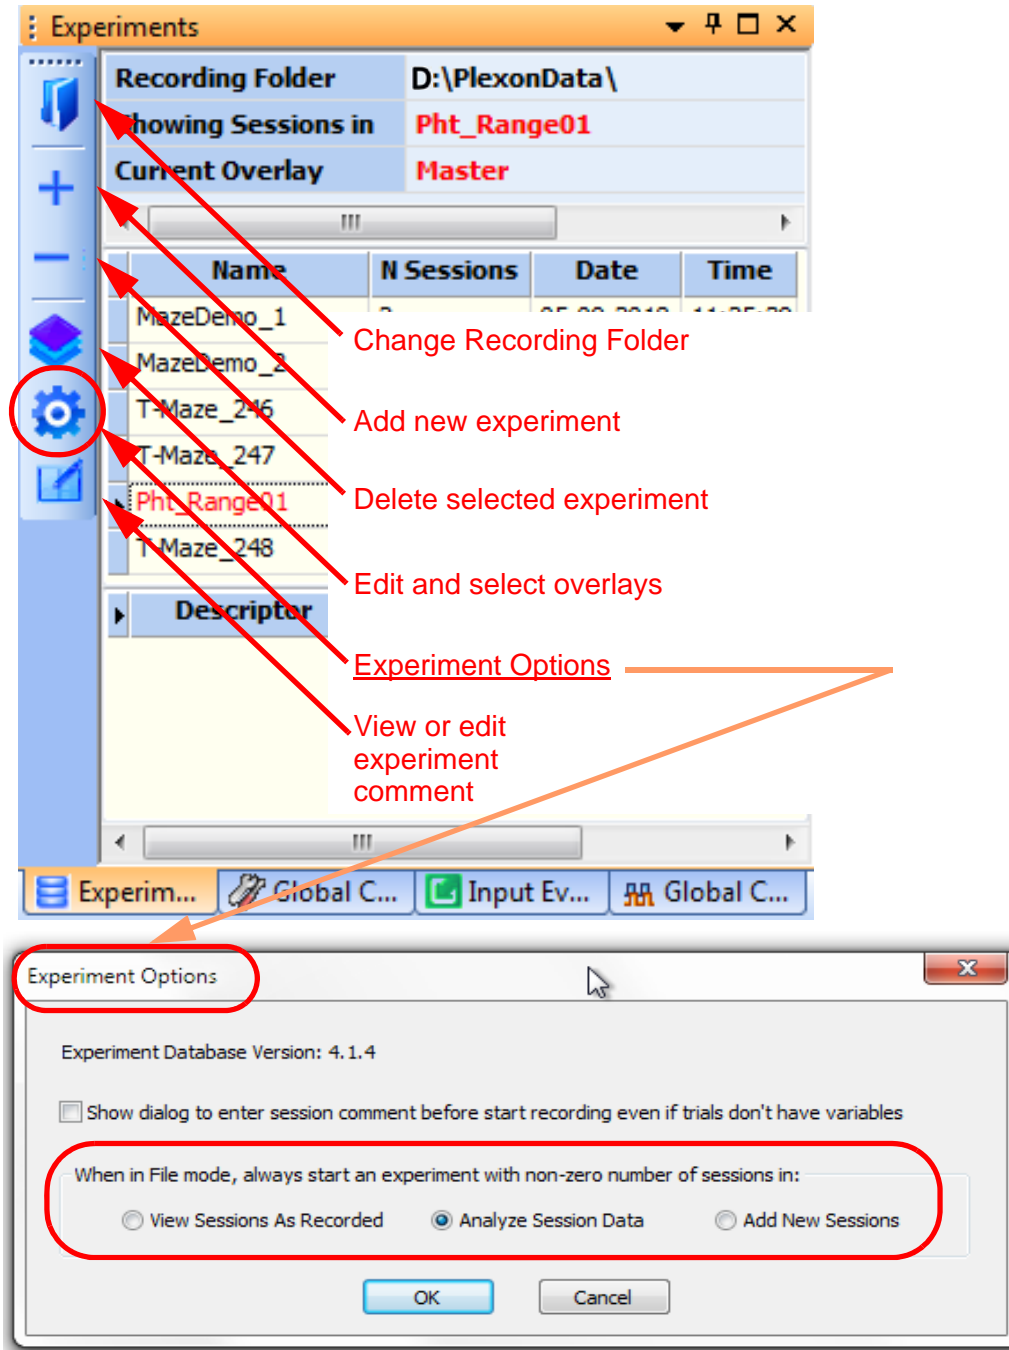 Experiments
Recording Folder D:\PlexonData\
Showing Sessions in Pht_Range01
Current Overlay Master
Name N Sessions Date Time
MazeDemo_1
MazeDemo_2
T-Maze_246
T-Maze_247
Pht_Range01
T-Maze_248
Descriptor
Change Recording Folder
Add new experiment
Delete selected experiment
Edit and select overlays
Experiment Options
View or edit
experiment
comment
Experim... Global C... Input Ev... Global C...
Experiment Options
Experiment Database Version: 4.1.4
Show dialog to enter session comment before start recording even if trials don't have variables
When in File mode, always start an experiment with non-zero number of sessions in:
View Sessions As Recorded Analyze Session Data Add New Sessions
OK Cancel